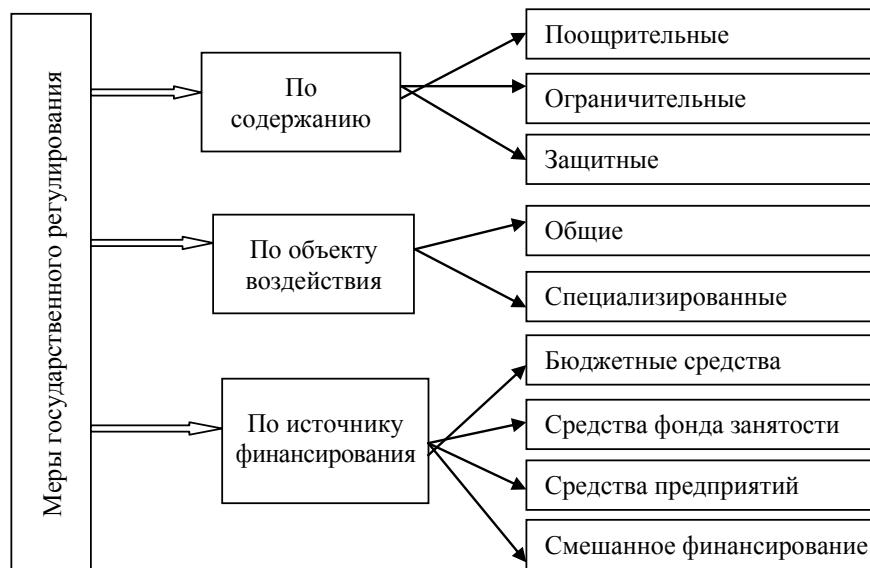 Меры государственного регулирования
По
содержанию
Поощрительные
Ограничительные
Защитные
По объекту
воздействия
Общие
Специализированные
По источнику
финансирования
Бюджетные средства
Средства фонда занятости
Средства предприятий
Смешанное финансирование